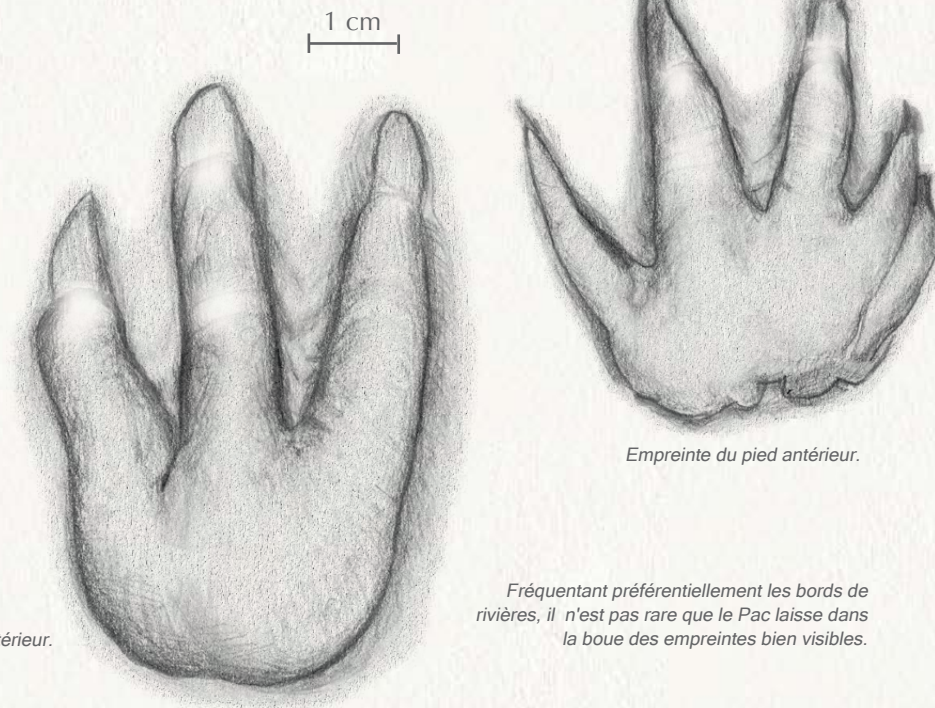 1 cm
Empreinte du pied antérieur.
Fréquentant préférentiellement les bords de
rivières, il n'est pas rare que le Pac laisse dans
la boue des empreintes bien visibles.
térieur.